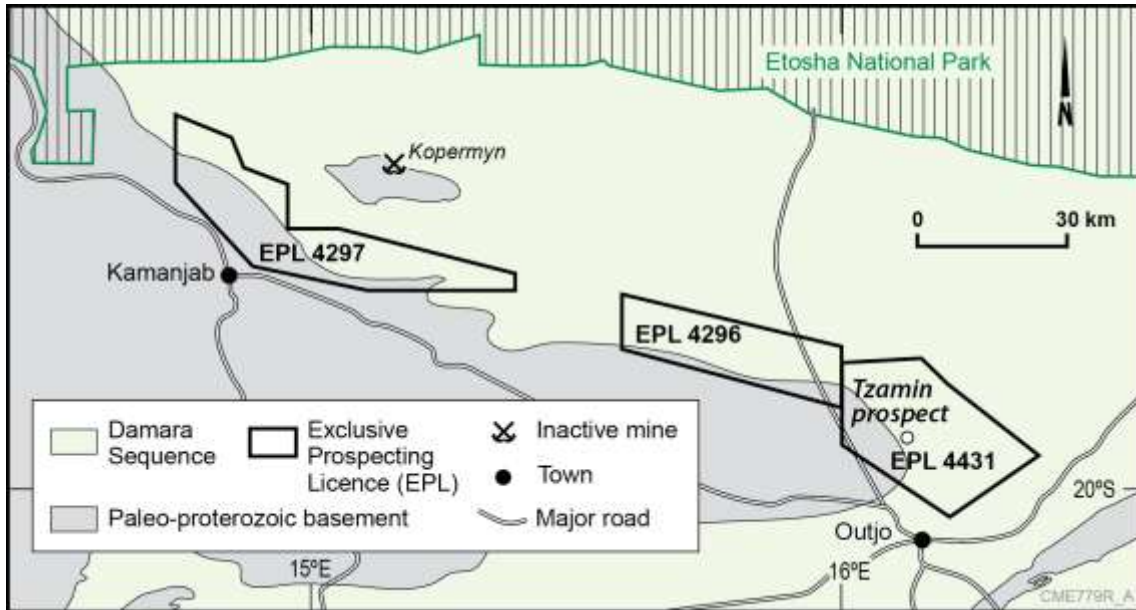 Etosha National Park
N
Kopermyn
0 30 km
EPL 4297
Kamanjab
EPL 4296
Tzamin
prospect
EPL 4431
Damara
Sequence
Exclusive
Prospecting
Licence (EPL)
Inactive mine
Town
Paleo-proterozoic basement
Major road
20ºS
Outjo
15ºE
16ºE
CME779R_A